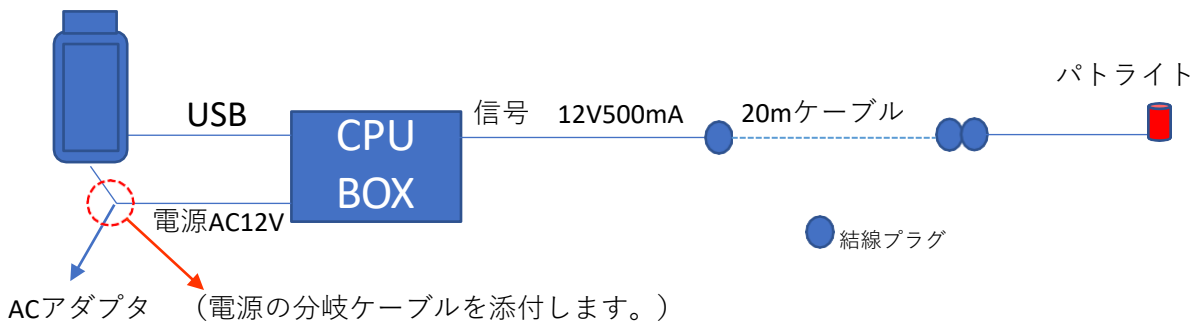 パトライト
USB
信号 12V500mA 20mケーブル
CPU
BOX
電源AC12V
結線プラグ
ACアダプタ (電源の分岐ケーブルを添付します。)